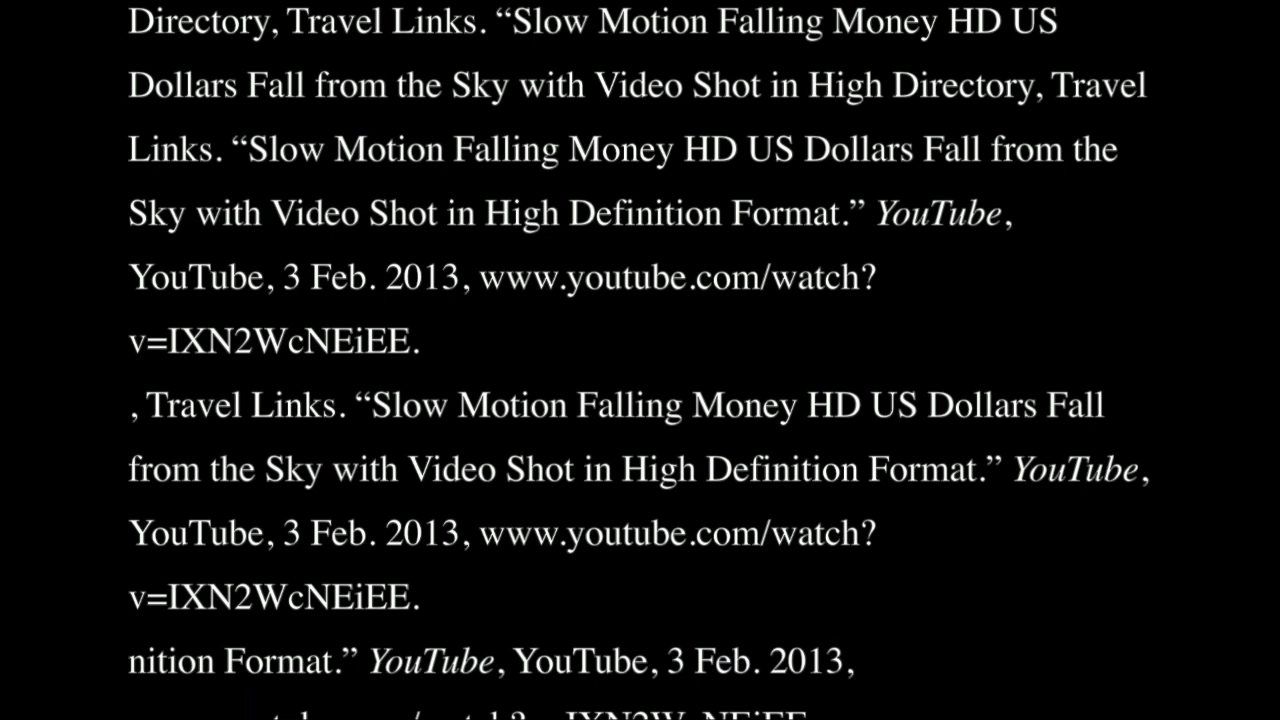 Directory, Travel Links. “Slow Motion Falling Money HD US
Dollars Fall from the Sky with Video Shot in High Directory, Travel
Links. “Slow Motion Falling Money HD US Dollars Fall from the
Sky with Video Shot in High Definition Format.” YouTube,
YouTube, 3 Feb. 2013, www.youtube.com/watch?
v=IXN2WcNEiEE.
, Travel Links. “Slow Motion Falling Money HD US Dollars Fall
from the Sky with Video Shot in High Definition Format.” YouTube,
YouTube, 3 Feb. 2013, www.youtube.com/watch?
v=IXN2WcNEiEE.
nition Format.” YouTube, YouTube, 3 Feb. 2013,